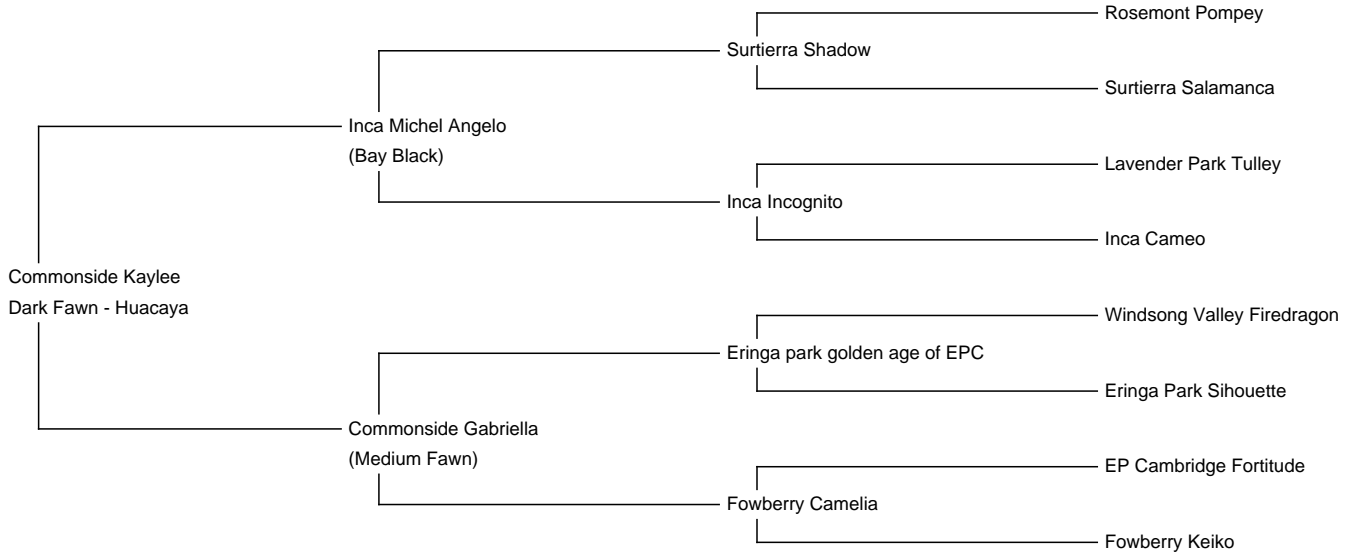 Rosemont Pompey
Surtierra Shadow
Surtierra Salamanca
Inca Michel Angelo
(Bay Black)
Lavender Park Tulley
Inca Incognito
Inca Cameo
Commonside Kaylee
Dark Fawn - Huacaya
Windsong Valley Firedragon
Eringa park golden age of EPC
Eringa Park Sihouette
Commonside Gabriella
(Medium Fawn)
EP Cambridge Fortitude
Fowberry Camelia
Fowberry Keiko